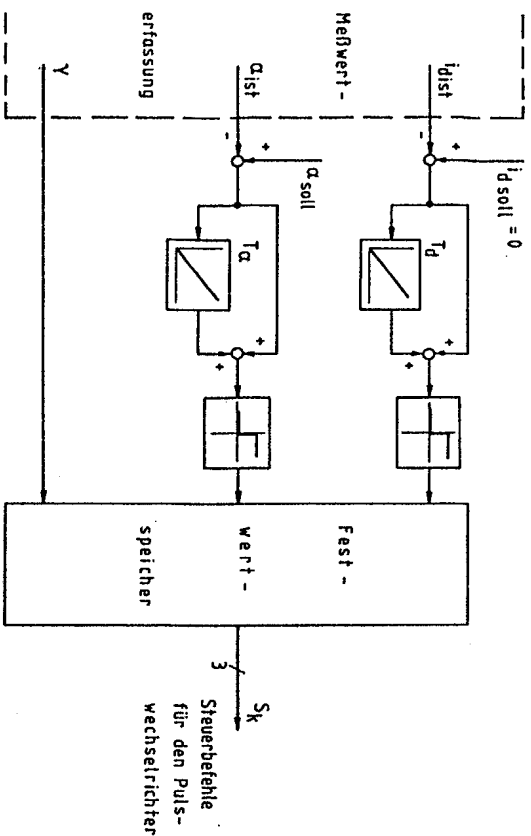 i_dsoll = 0
i_dist
-
+
T_d
+
+
Meßwert-
erfassung
α_soll
α_ist
-
+
T_α
+
+
γ
Fest-
wert-
speicher
3
S_k
Steuerbefehle
für den Puls-
wechselrichter